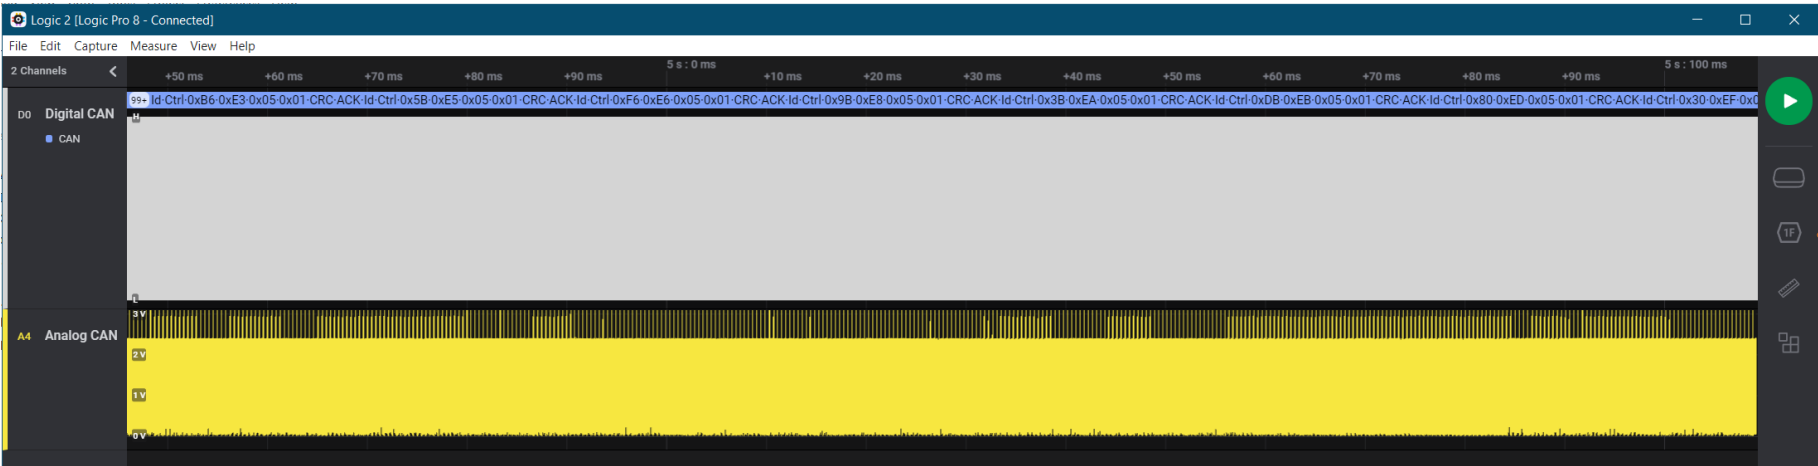 Logic 2 [Logic Pro 8 - Connected]
File Edit Capture Measure View Help
2 Channels
5 s : 0 ms 5 s : 100 ms
+50 ms +60 ms +70 ms +80 ms +90 ms +10 ms +20 ms +30 ms +40 ms +50 ms +60 ms +70 ms +80 ms +90 ms
99+ Id·Ctrl·0xB6·0xE3·0x05·0x01·CRC·ACK·Id·Ctrl·0x5B·0xE5·0x05·0x01·CRC·ACK·Id·Ctrl·0xF6·0xE6·0x05·0x01·CRC·ACK·Id·Ctrl·0x9B·0xE8·0x05·0x01·CRC·ACK·Id·Ctrl·0x3B·0xEA·0x05·0x01·CRC·ACK·Id·Ctrl·0xDB·0xEB·0x05·0x01·CRC·ACK·Id·Ctrl·0x80·0xED·0x05·0x01·CRC·ACK·Id·Ctrl·0x30·0xEF·0x0
H
D0 Digital CAN
CAN
1F
L
3 V
A4 Analog CAN
2 V
1 V
0 V